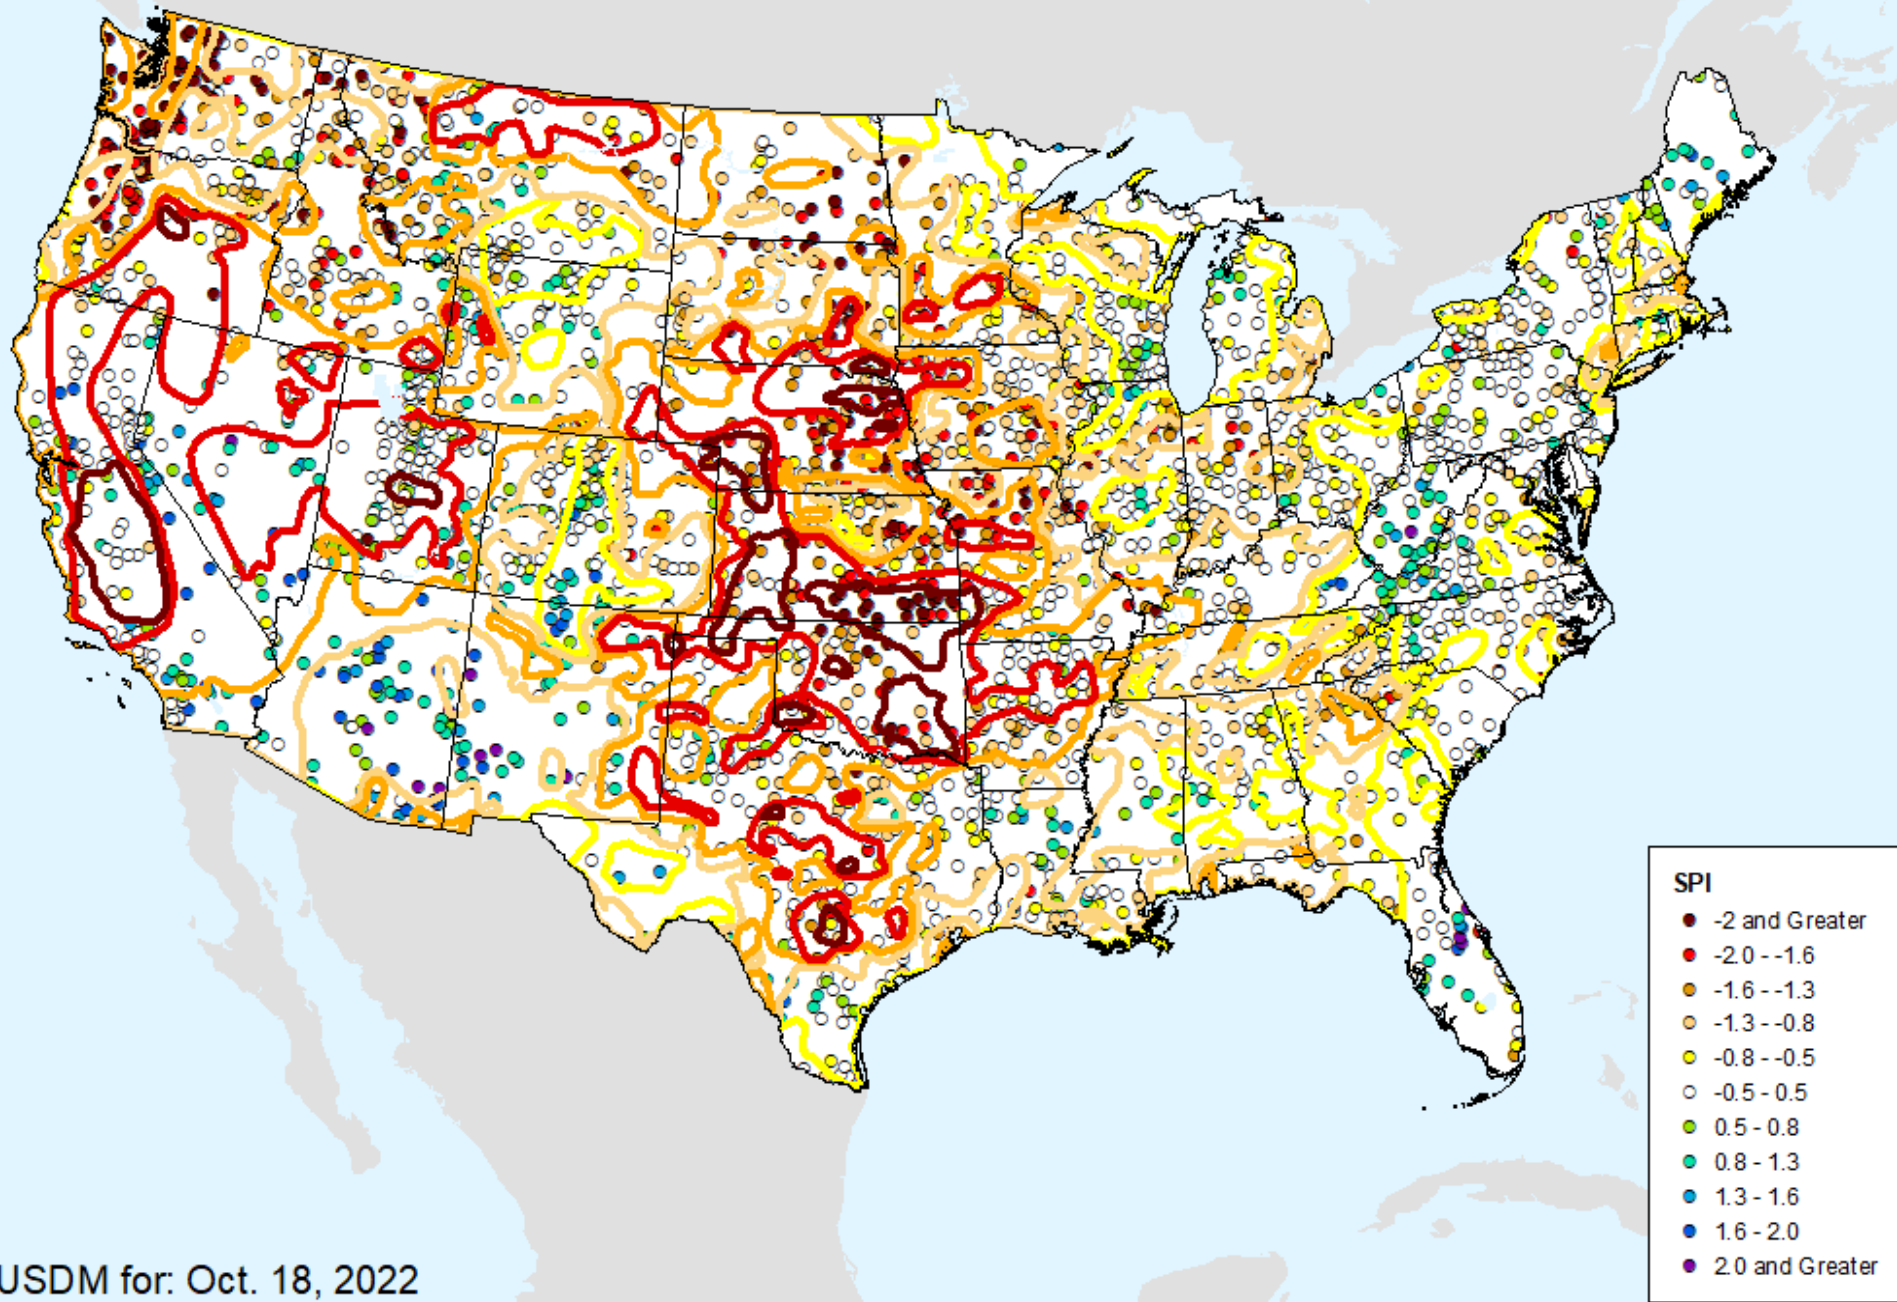 SPI
-2 and Greater
-2.0 - -1.6
-1.6 - -1.3
-1.3 - -0.8
-0.8 - -0.5
-0.5 - 0.5
0.5 - 0.8
0.8 - 1.3
1.3 - 1.6
1.6 - 2.0
2.0 and Greater
USDM for: Oct. 18, 2022